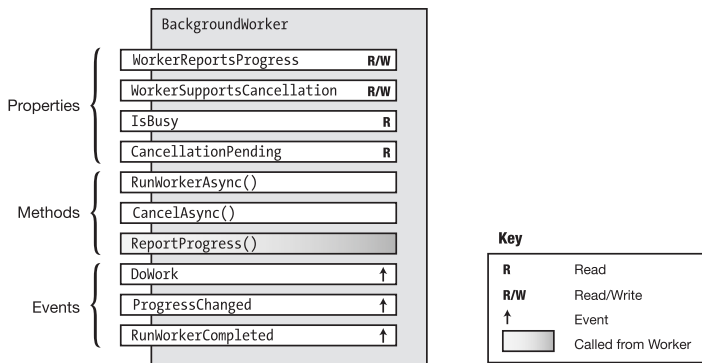 BackgroundWorker
Properties
WorkerReportsProgress R/W
WorkerSupportsCancellation R/W
IsBusy R
CancellationPending R
Methods
RunWorkerAsync()
CancelAsync()
ReportProgress()
Events
DoWork ↑
ProgressChanged ↑
RunWorkerCompleted ↑
Key
R Read
R/W Read/Write
↑ Event
Called from Worker